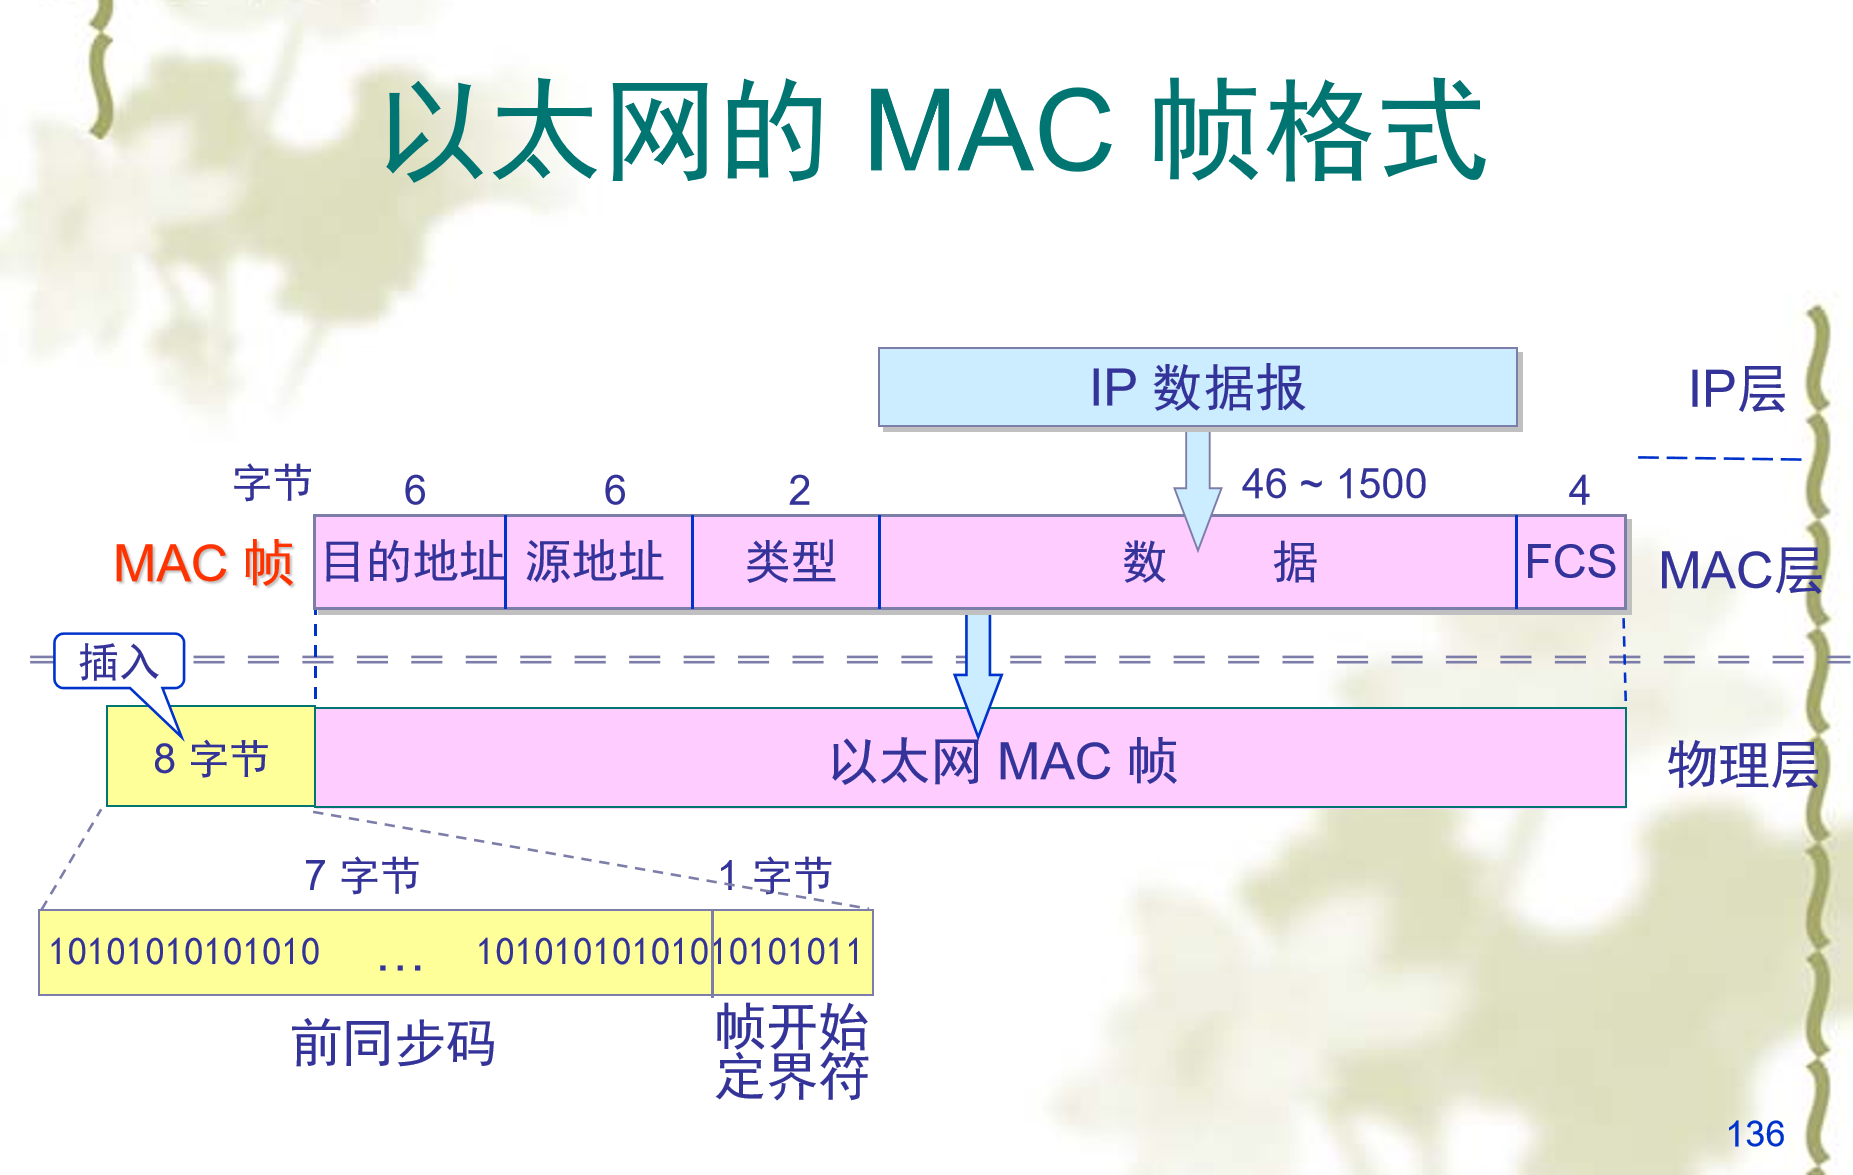 以太网的 MAC 帧格式
IP 数据报
IP层
字节
6
6
2
46 ~ 1500
4
MAC 帧
目的地址
源地址
类型
数 据
FCS
MAC层
插入
8 字节
以太网 MAC 帧
物理层
7 字节
1 字节
10101010101010
…
1010101010101
0101011
前同步码
帧开始
定界符
136